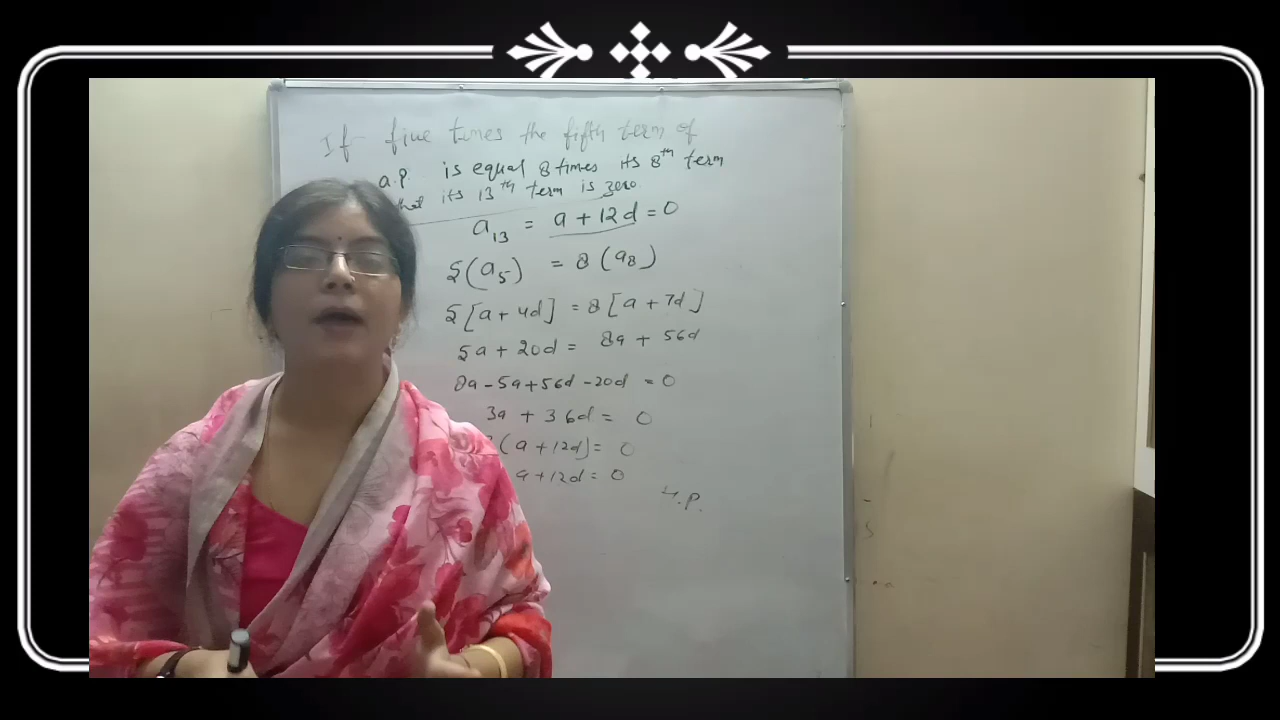 If five times the fifth term of
a.p. is equal 8 times its 8th term
that its 13th term is zero.
a13 = a + 12d = 0
5(a5) = 8(a8)
5[a + 4d] = 8[a + 7d]
5a + 20d = 8a + 56d
8a - 5a + 56d - 20d = 0
3a + 36d = 0
(a + 12d) = 0
a + 12d = 0
H.P.